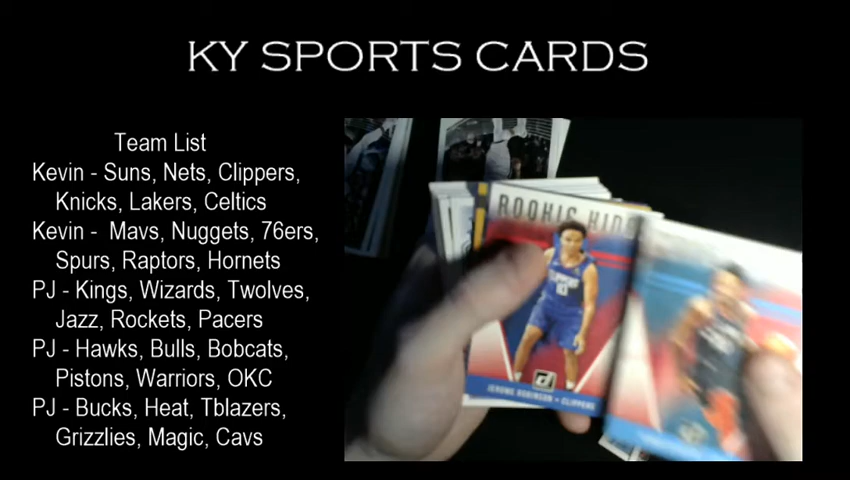 KY SPORTS CARDS
Team List
Kevin - Suns, Nets, Clippers,
Knicks, Lakers, Celtics
Kevin - Mavs, Nuggets, 76ers,
Spurs, Raptors, Hornets
PJ - Kings, Wizards, Twolves,
Jazz, Rockets, Pacers
PJ - Hawks, Bulls, Bobcats,
Pistons, Warriors, OKC
PJ - Bucks, Heat, Tblazers,
Grizzlies, Magic, Cavs
ROOKIE
CLIPPERS
JEROME ROBINSON • CLIPPERS